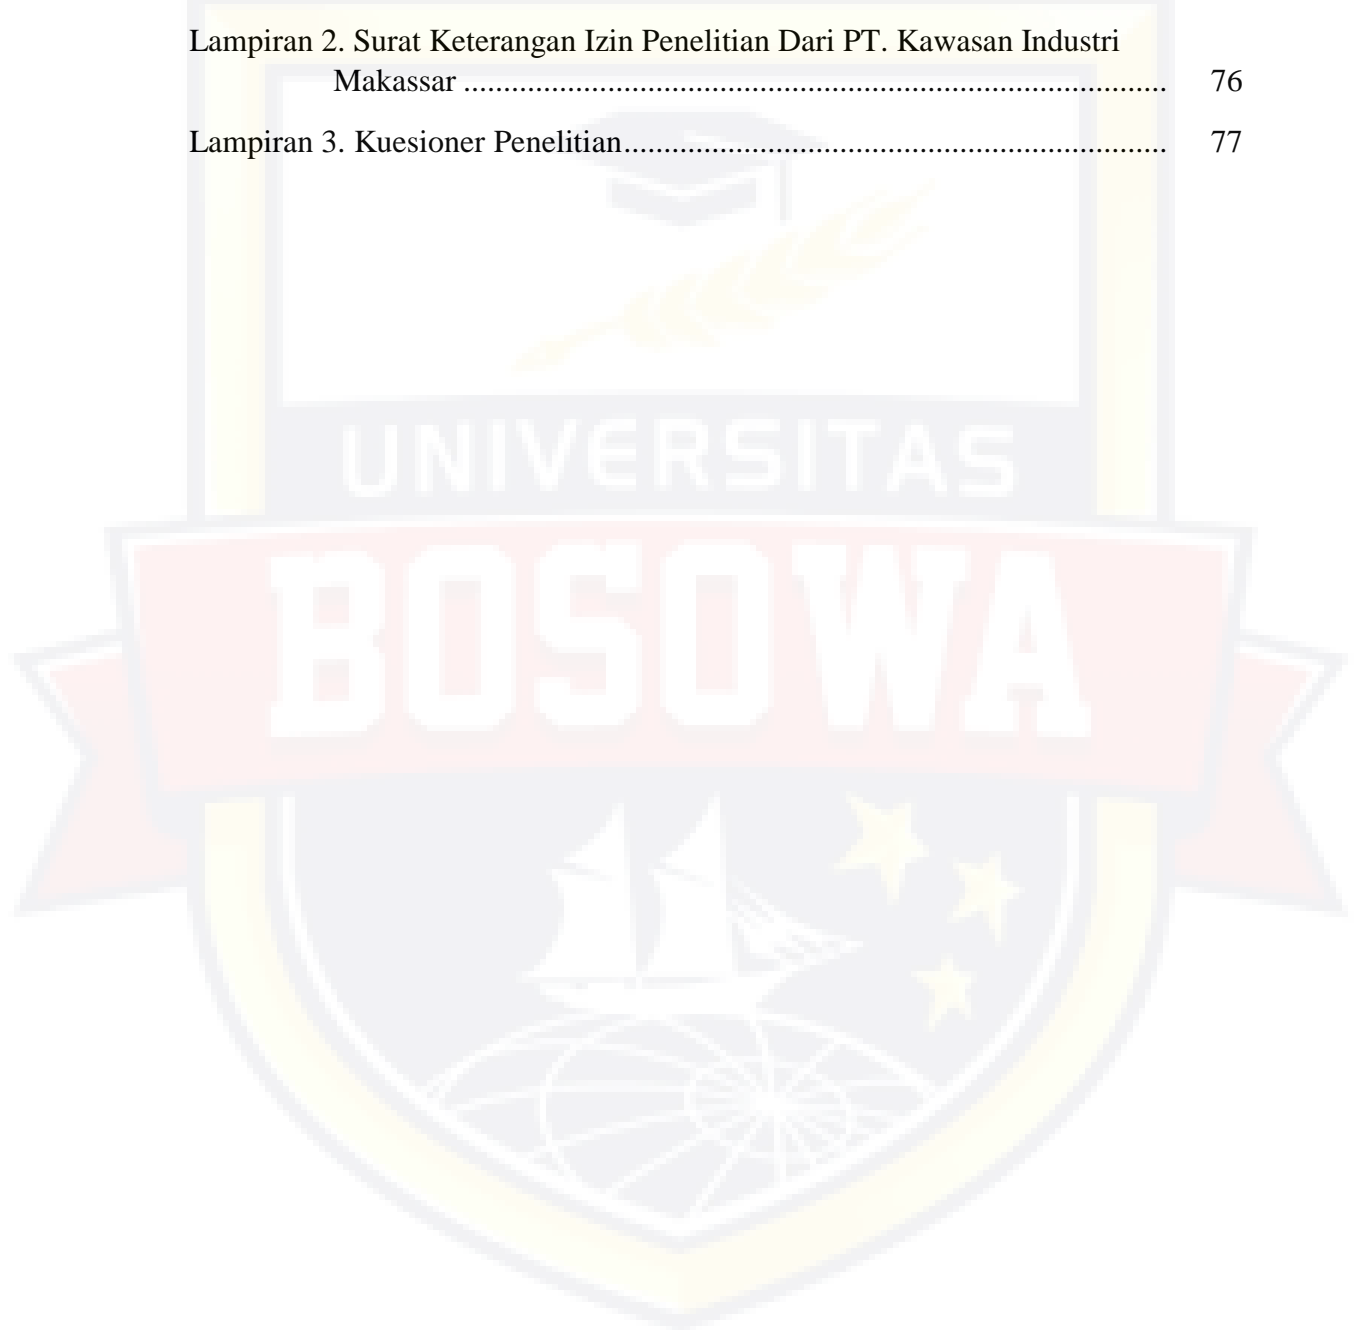 Lampiran 2. Surat Keterangan Izin Penelitian Dari PT. Kawasan Industri
Makassar ........................................................................................ 76
Lampiran 3. Kuesioner Penelitian.................................................................... 77
UNIVERSITAS
BOSOWA